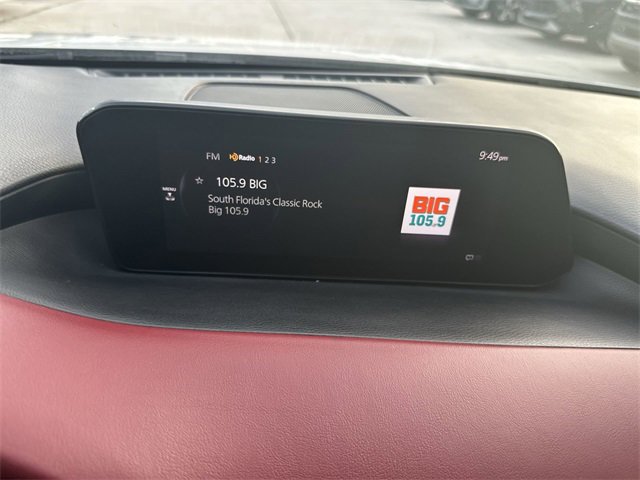 FM HD Radio 1 2 3
9:49pm
MENU
105.9 BIG
South Florida's Classic Rock
Big 105.9
BIG
105.9